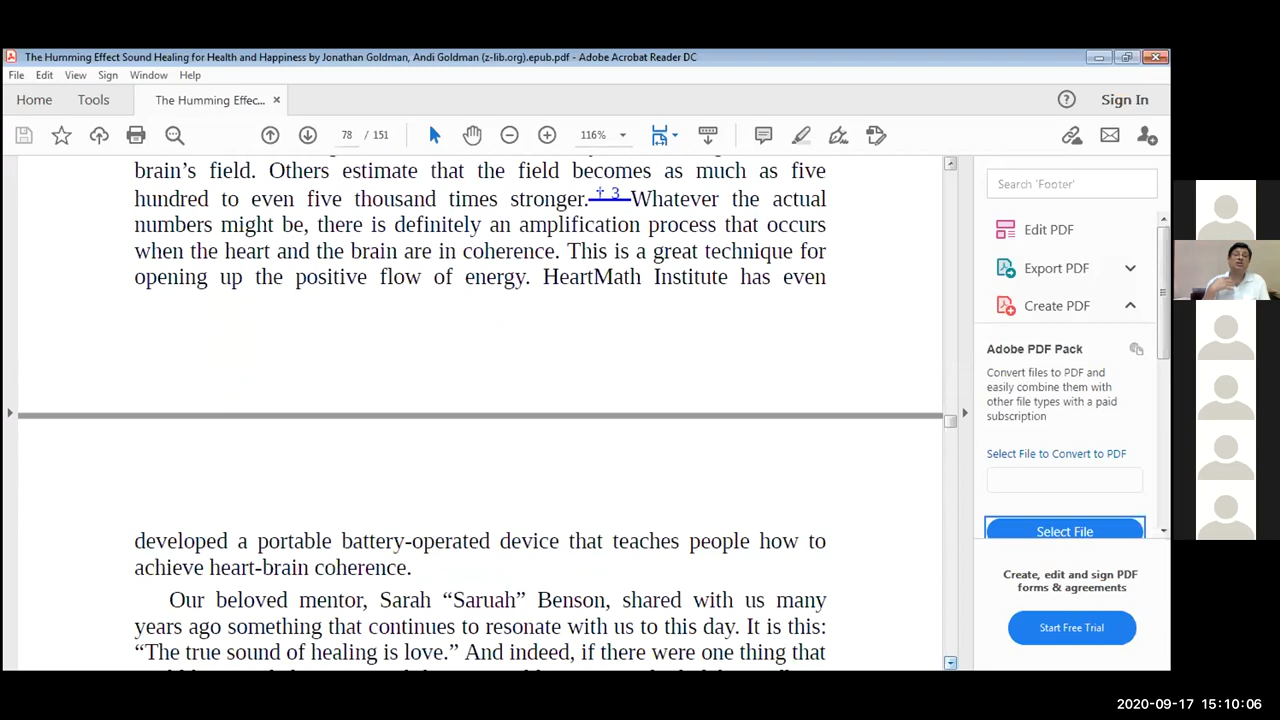 The Humming Effect Sound Healing for Health and Happiness by Jonathan Goldman, Andi Goldman (z-lib.org).epub.pdf - Adobe Acrobat Reader DC
File Edit View Sign Window Help
Home Tools The Humming Effec... × Sign In
78 / 151 116%
brain's field. Others estimate that the field becomes as much as five
hundred to even five thousand times stronger.† 3 Whatever the actual
numbers might be, there is definitely an amplification process that occurs
when the heart and the brain are in coherence. This is a great technique for
opening up the positive flow of energy. HeartMath Institute has even
developed a portable battery-operated device that teaches people how to
achieve heart-brain coherence.
Our beloved mentor, Sarah “Saruah” Benson, shared with us many
years ago something that continues to resonate with us to this day. It is this:
“The true sound of healing is love.” And indeed, if there were one thing that
Search 'Footer'
Edit PDF
Export PDF
Create PDF
Adobe PDF Pack
Convert files to PDF and
easily combine them with
other file types with a paid
subscription
Select File to Convert to PDF
Select File
Create, edit and sign PDF
forms & agreements
Start Free Trial
2020-09-17 15:10:06